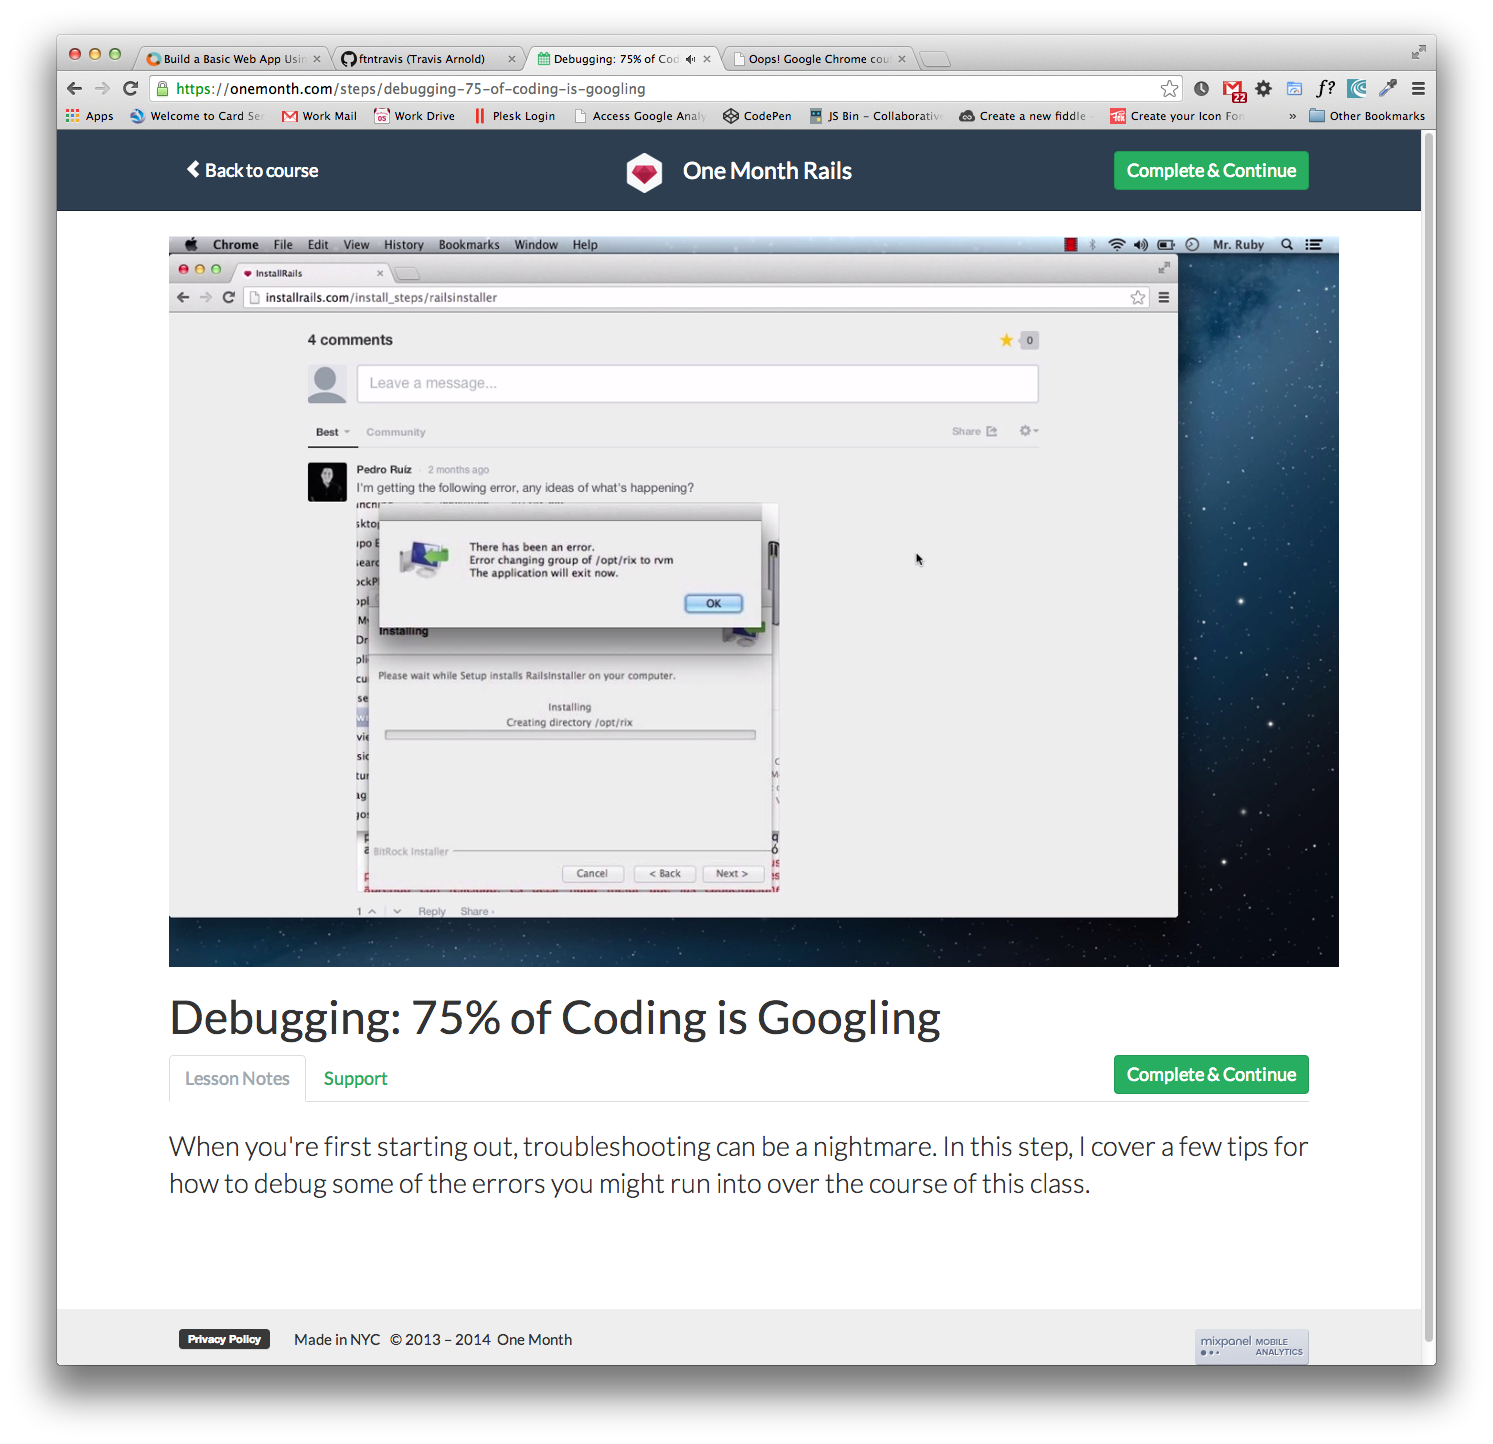 Build a Basic Web App Usin
ftntravis (Travis Arnold)
Debugging: 75% of Cod
Oops! Google Chrome cou
https://onemonth.com/steps/debugging-75-of-coding-is-googling
22
f?
Apps
Welcome to Card Ser
Work Mail
05
Work Drive
Plesk Login
Access Google Analy
CodePen
JS Bin – Collaborative
Create a new fiddle -
Create your Icon Fon
»
Other Bookmarks
Back to course
One Month Rails
Complete & Continue
Chrome File Edit View History Bookmarks Window Help
Mr. Ruby
InstallRails
installrails.com/install_steps/railsinstaller
4 comments
0
Leave a message...
Best
Community
Share
Pedro Ruíz
2 months ago
I'm getting the following error, any ideas of what's happening?
There has been an error.
Error changing group of /opt/rix to rvm
The application will exit now.
OK
Installing
Please wait while Setup installs RailsInstaller on your computer.
Installing
Creating directory /opt/rix
BitRock Installer
Cancel
< Back
Next >
1
Reply
Share ›
Debugging: 75% of Coding is Googling
Lesson Notes
Support
Complete & Continue
When you're first starting out, troubleshooting can be a nightmare. In this step, I cover a few tips for
how to debug some of the errors you might run into over the course of this class.
Privacy Policy
Made in NYC © 2013 – 2014 One Month
mixpanel MOBILE
ANALYTICS